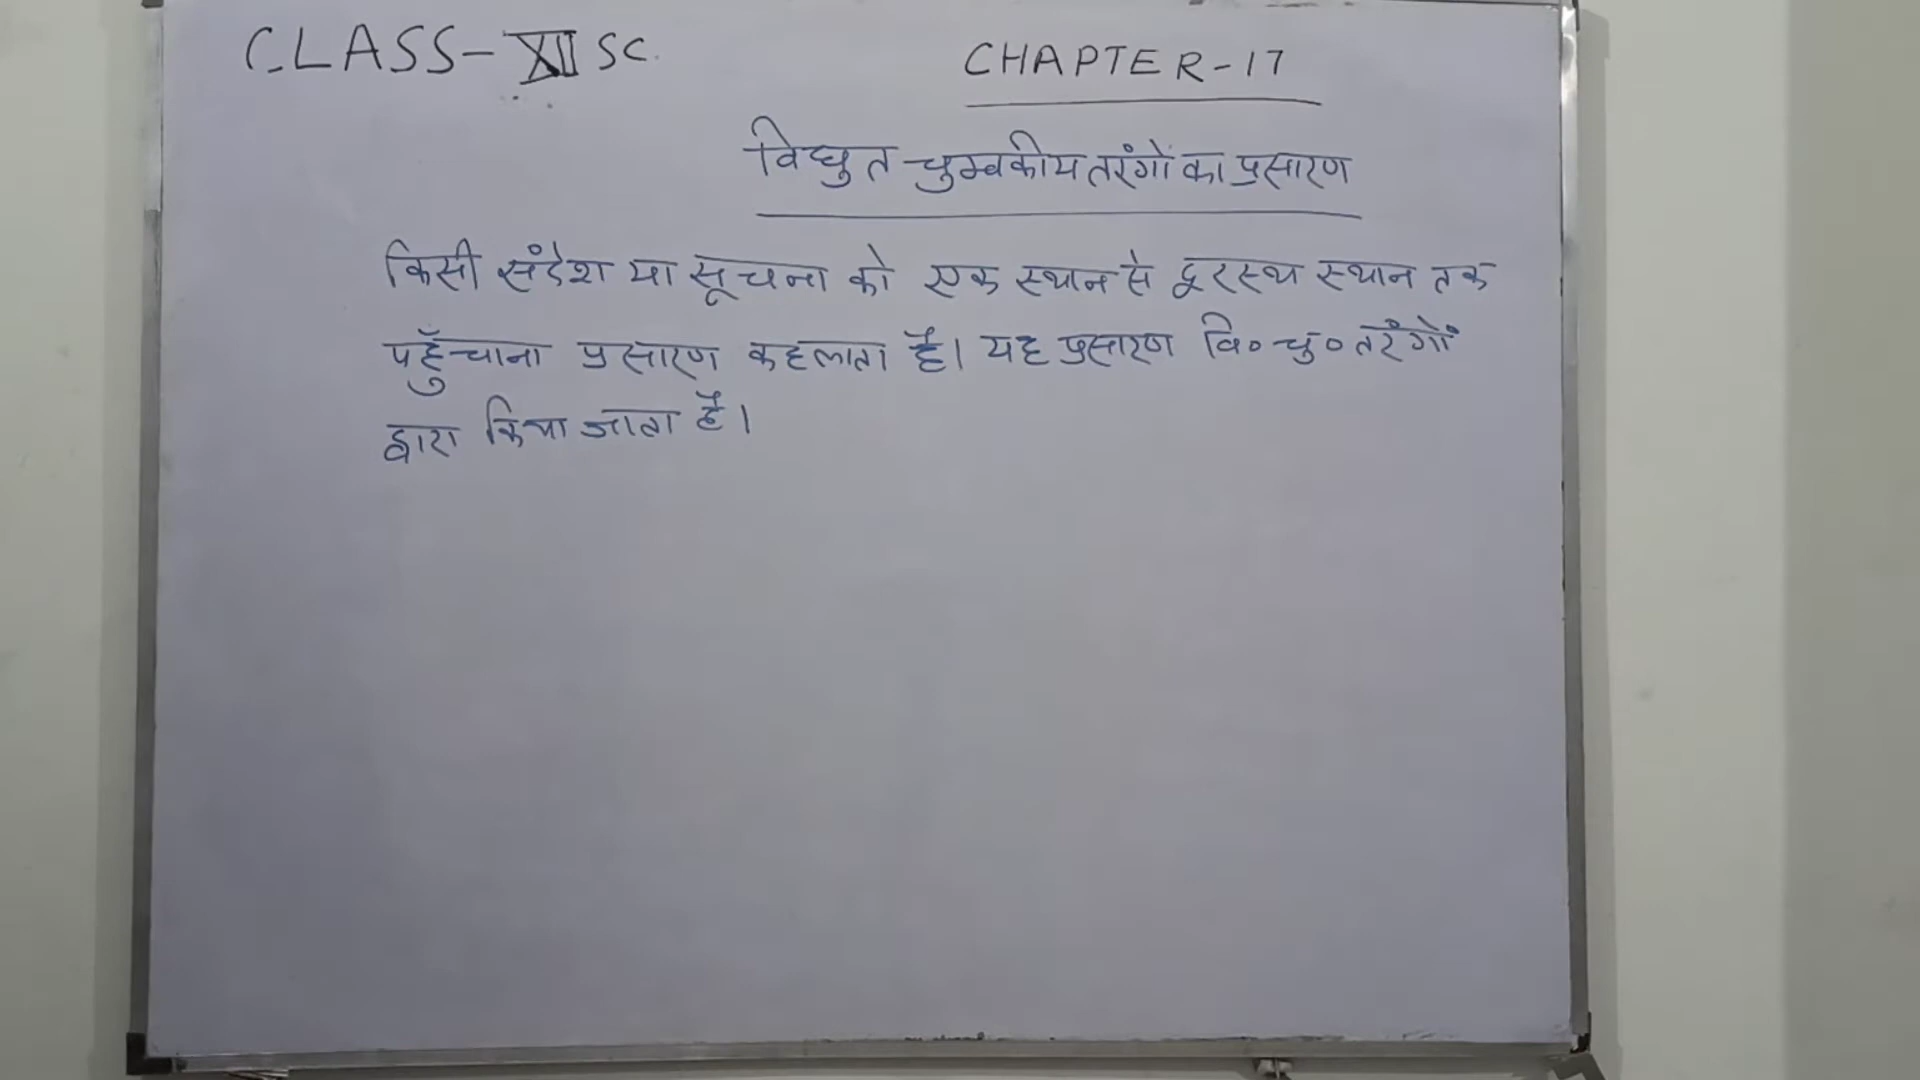 CLASS-XII SC.
CHAPTER-17
विधुत चुम्वकीय तरंगों का प्रसारण
किसी संदेश या सूचना को एक स्थान से दूरस्थ स्थान तक
पहुँचाना प्रसारण कहलाता है। यह प्रसारण वि० चु० तरंगों
द्वारा किया जाता है।